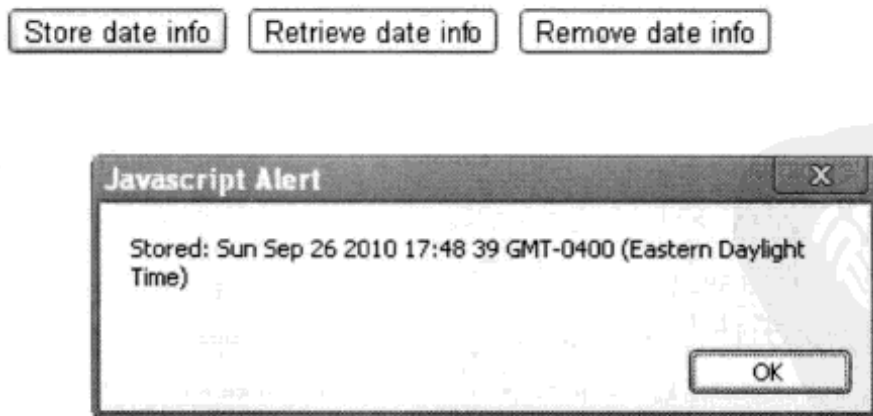 Store date info Retrieve date info Remove date info
Javascript Alert X
Stored: Sun Sep 26 2010 17:48 39 GMT-0400 (Eastern Daylight
Time)
OK